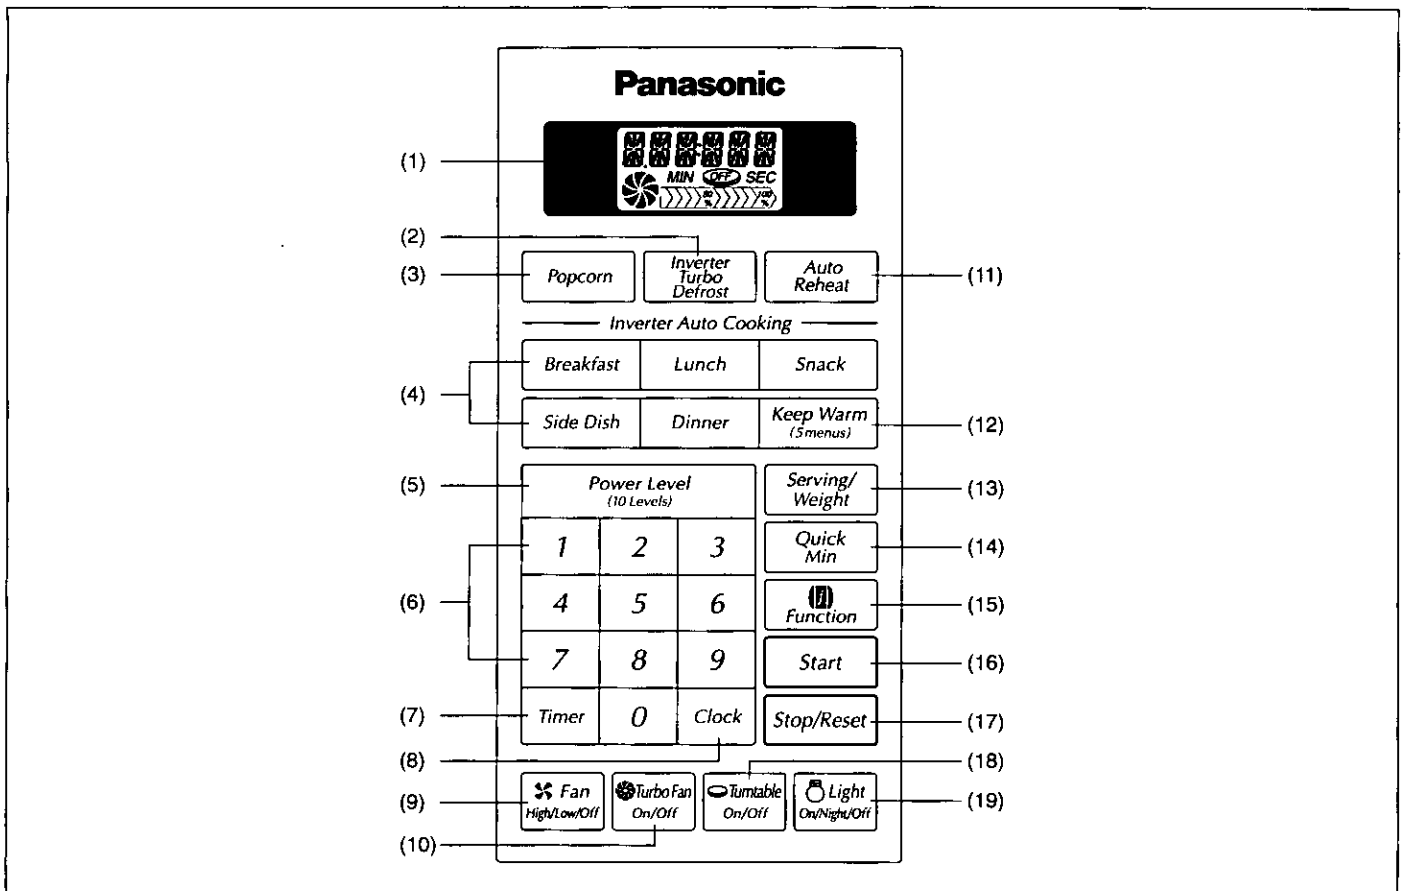 Panasonic
(1)
MIN OFF SEC
80 % 100 %
(2)
(3)
Popcorn
Inverter
Turbo
Defrost
Auto
Reheat
(11)
Inverter Auto Cooking
Breakfast Lunch Snack
(4)
Side Dish Dinner Keep Warm
(5 menus)
(12)
(5)
Power Level
(10 Levels)
Serving/
Weight
(13)
1 2 3
Quick
Min
(14)
(6)
4 5 6
Function
(15)
7 8 9
Start
(16)
(7)
Timer 0 Clock
Stop/Reset
(17)
(8)
(18)
(9)
Fan
High/Low/Off
Turbo Fan
On/Off
Turntable
On/Off
Light
On/Night/Off
(19)
(10)